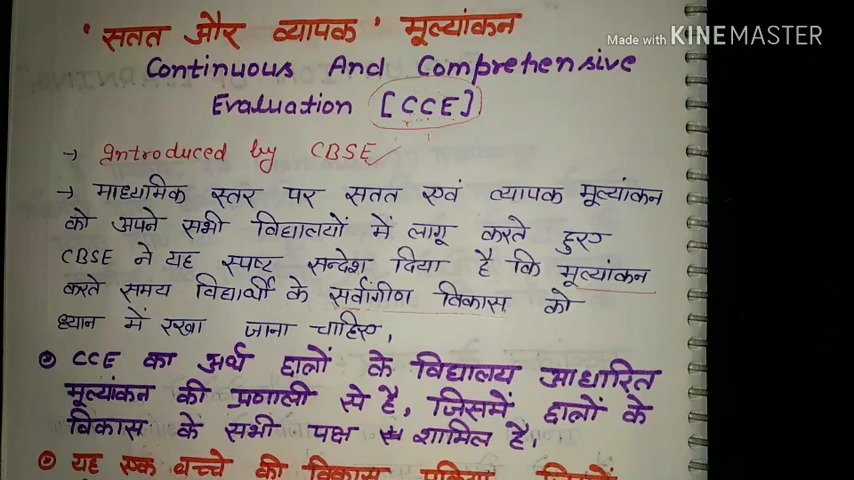 'सतत और व्यापक' मूल्यांकन
Made with KINEMASTER
Continuous And Comprehensive
Evaluation [CCE]
→ Introduced by CBSE
→ माध्यमिक स्तर पर सतत एवं व्यापक मूल्यांकन
को अपने सभी विद्यालयों में लागू करते हुए
CBSE ने यह स्पष्ट सन्देश दिया है कि मूल्यांकन
करते समय विद्यार्थी के सर्वांगीण विकास को
ध्यान में रखा जाना चाहिए,
CCE का अर्थ छात्रों के विद्यालय आधारित
मूल्यांकन की प्रणाली से है, जिसमें छात्रों के
विकास के सभी पक्ष शामिल है।
यह एक बच्चे की विकास